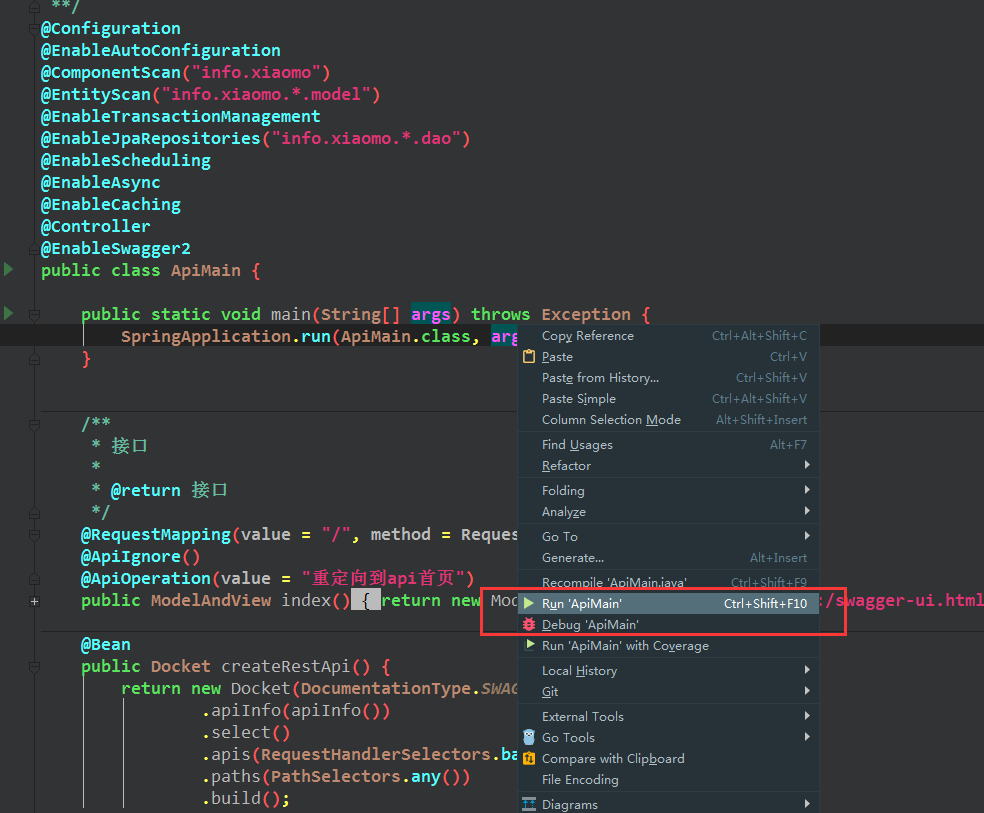 **/
@Configuration
@EnableAutoConfiguration
@ComponentScan("info.xiaomo")
@EntityScan("info.xiaomo.*.model")
@EnableTransactionManagement
@EnableJpaRepositories("info.xiaomo.*.dao")
@EnableScheduling
@EnableAsync
@EnableCaching
@Controller
@EnableSwagger2
public class ApiMain {
public static void main(String[] args) throws Exception {
SpringApplication.run(ApiMain.class, arg
}
/**
* 接口
*
* @return 接口
*/
@RequestMapping(value = "/", method = Reques
@ApiIgnore()
@ApiOperation(value = "重定向到api首页")
public ModelAndView index() { return new Mod :/swagger-ui.html
@Bean
public Docket createRestApi() {
return new Docket(DocumentationType.SWAG
.apiInfo(apiInfo())
.select()
.apis(RequestHandlerSelectors.ba
.paths(PathSelectors.any())
.build();
Copy Reference Ctrl+Alt+Shift+C
Paste Ctrl+V
Paste from History... Ctrl+Shift+V
Paste Simple Ctrl+Alt+Shift+V
Column Selection Mode Alt+Shift+Insert
Find Usages Alt+F7
Refactor
Folding
Analyze
Go To
Generate... Alt+Insert
Recompile 'ApiMain.java' Ctrl+Shift+F9
Run 'ApiMain' Ctrl+Shift+F10
Debug 'ApiMain'
Run 'ApiMain' with Coverage
Local History
Git
External Tools
Go Tools
Compare with Clipboard
File Encoding
Diagrams